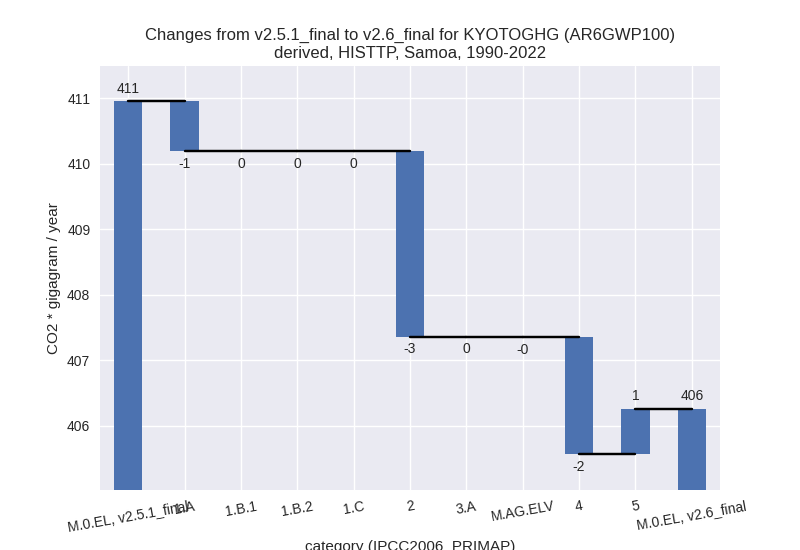 Changes from v2.5.1_final to v2.6_final for KYOTOGHG (AR6GWP100)
derived, HISTTP, Samoa, 1990-2022
411
410
409
408
407
406
CO2 * gigagram / year
411
-1
0
0
0
-3
0
-0
-2
1
406
M.0.EL, v2.5.1_final
1.A
1.B.1
1.B.2
1.C
2
3.A
M.AG.ELV
4
5
M.0.EL, v2.6_final
category (IPCC2006_PRIMAP)